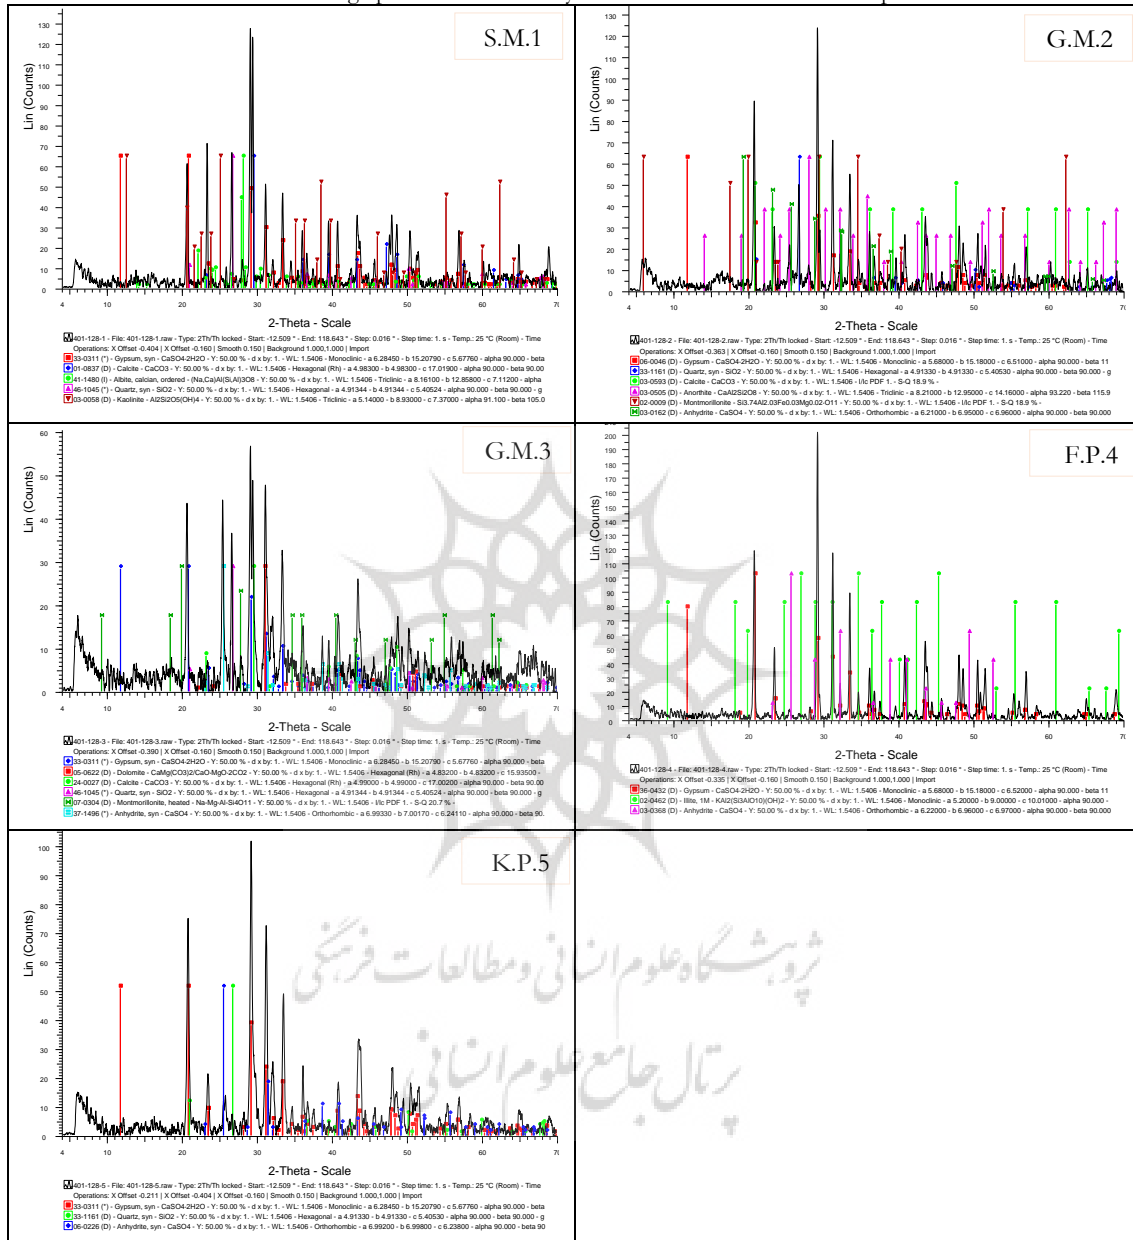 S.M.1
Lin (Counts)
2-Theta - Scale
401-128-1 - File: 401-128-1.raw - Type: 2Th/Th locked - Start: -12.509 ° - End: 118.643 ° - Step: 0.016 ° - Step time: 1. s - Temp.: 25 °C (Room) - Time
Operations: X Offset -0.404 | X Offset -0.160 | Smooth 0.150 | Background 1.000,1.000 | Import
33-0311 (*) - Gypsum, syn - CaSO4·2H2O - Y: 50.00 % - d x by: 1. - WL: 1.5406 - Monoclinic - a 6.28450 - b 15.20790 - c 5.67760 - alpha 90.000 - beta
01-0837 (D) - Calcite - CaCO3 - Y: 50.00 % - d x by: 1. - WL: 1.5406 - Hexagonal (Rh) - a 4.98300 - b 4.98300 - c 17.01900 - alpha 90.000 - beta 90.00
41-1480 (I) - Albite, calcian, ordered - (Na,Ca)Al(Si,Al)3O8 - Y: 50.00 % - d x by: 1. - WL: 1.5406 - Triclinic - a 8.16100 - b 12.85800 - c 7.11200 - alpha
46-1045 (*) - Quartz, syn - SiO2 - Y: 50.00 % - d x by: 1. - WL: 1.5406 - Hexagonal - a 4.91344 - b 4.91344 - c 5.40524 - alpha 90.000 - beta 90.000 - g
03-0058 (D) - Kaolinite - Al2Si2O5(OH)4 - Y: 50.00 % - d x by: 1. - WL: 1.5406 - Triclinic - a 5.14000 - b 8.93000 - c 7.37000 - alpha 91.100 - beta 105.0
G.M.2
Lin (Counts)
2-Theta - Scale
401-128-2 - File: 401-128-2.raw - Type: 2Th/Th locked - Start: -12.509 ° - End: 118.643 ° - Step: 0.016 ° - Step time: 1. s - Temp.: 25 °C (Room) - Time
Operations: X Offset -0.363 | X Offset -0.160 | Smooth 0.150 | Background 1.000,1.000 | Import
06-0046 (D) - Gypsum - CaSO4·2H2O - Y: 50.00 % - d x by: 1. - WL: 1.5406 - Monoclinic - a 5.68000 - b 15.18000 - c 6.51000 - alpha 90.000 - beta 11
33-1161 (D) - Quartz, syn - SiO2 - Y: 50.00 % - d x by: 1. - WL: 1.5406 - Hexagonal - a 4.91330 - b 4.91330 - c 5.40530 - alpha 90.000 - beta 90.000 - g
03-0593 (D) - Calcite - CaCO3 - Y: 50.00 % - d x by: 1. - WL: 1.5406 - I/Ic PDF 1. - S-Q 18.9 % -
03-0505 (D) - Anorthite - CaAl2Si2O8 - Y: 50.00 % - d x by: 1. - WL: 1.5406 - Triclinic - a 8.21000 - b 12.95000 - c 14.16000 - alpha 93.220 - beta 115.9
02-0009 (D) - Montmorillonite - Si3.74Al2.03Fe0.03Mg0.02·O11 - Y: 50.00 % - d x by: 1. - WL: 1.5406 - I/Ic PDF 1. - S-Q 18.9 % -
03-0162 (D) - Anhydrite - CaSO4 - Y: 50.00 % - d x by: 1. - WL: 1.5406 - Orthorhombic - a 6.21000 - b 6.95000 - c 6.96000 - alpha 90.000 - beta 90.000
G.M.3
Lin (Counts)
2-Theta - Scale
401-128-3 - File: 401-128-3.raw - Type: 2Th/Th locked - Start: -12.509 ° - End: 118.643 ° - Step: 0.016 ° - Step time: 1. s - Temp.: 25 °C (Room) - Time
Operations: X Offset -0.390 | X Offset -0.160 | Smooth 0.150 | Background 1.000,1.000 | Import
33-0311 (*) - Gypsum, syn - CaSO4·2H2O - Y: 50.00 % - d x by: 1. - WL: 1.5406 - Monoclinic - a 6.28450 - b 15.20790 - c 5.67760 - alpha 90.000 - beta
05-0622 (D) - Dolomite - CaMg(CO3)2/CaO·MgO·2CO2 - Y: 50.00 % - d x by: 1. - WL: 1.5406 - Hexagonal (Rh) - a 4.83200 - b 4.83200 - c 15.93500 -
24-0027 (D) - Calcite - CaCO3 - Y: 50.00 % - d x by: 1. - WL: 1.5406 - Hexagonal (Rh) - a 4.99000 - b 4.99000 - c 17.00200 - alpha 90.000 - beta 90.00
46-1045 (*) - Quartz, syn - SiO2 - Y: 50.00 % - d x by: 1. - WL: 1.5406 - Hexagonal - a 4.91344 - b 4.91344 - c 5.40524 - alpha 90.000 - beta 90.000 - g
07-0304 (D) - Montmorillonite, heated - Na-Mg-Al-Si4O11 - Y: 50.00 % - d x by: 1. - WL: 1.5406 - I/Ic PDF 1. - S-Q 20.7 % -
37-1496 (*) - Anhydrite, syn - CaSO4 - Y: 50.00 % - d x by: 1. - WL: 1.5406 - Orthorhombic - a 6.99330 - b 7.00170 - c 6.24110 - alpha 90.000 - beta 90.
F.P.4
Lin (Counts)
2-Theta - Scale
401-128-4 - File: 401-128-4.raw - Type: 2Th/Th locked - Start: -12.509 ° - End: 118.643 ° - Step: 0.016 ° - Step time: 1. s - Temp.: 25 °C (Room) - Time
Operations: X Offset -0.335 | X Offset -0.160 | Smooth 0.150 | Background 1.000,1.000 | Import
36-0432 (D) - Gypsum - CaSO4·2H2O - Y: 50.00 % - d x by: 1. - WL: 1.5406 - Monoclinic - a 5.68000 - b 15.18000 - c 6.52000 - alpha 90.000 - beta 11
02-0462 (D) - Illite, 1M - KAl2(Si3AlO10)(OH)2 - Y: 50.00 % - d x by: 1. - WL: 1.5406 - Monoclinic - a 5.20000 - b 9.00000 - c 10.01000 - alpha 90.000 -
03-0368 (D) - Anhydrite - CaSO4 - Y: 50.00 % - d x by: 1. - WL: 1.5406 - Orthorhombic - a 6.22000 - b 6.96000 - c 6.97000 - alpha 90.000 - beta 90.000
K.P.5
Lin (Counts)
2-Theta - Scale
401-128-5 - File: 401-128-5.raw - Type: 2Th/Th locked - Start: -12.509 ° - End: 118.643 ° - Step: 0.016 ° - Step time: 1. s - Temp.: 25 °C (Room) - Time
Operations: X Offset -0.211 | X Offset -0.404 | X Offset -0.160 | Smooth 0.150 | Background 1.000,1.000 | Import
33-0311 (*) - Gypsum, syn - CaSO4·2H2O - Y: 50.00 % - d x by: 1. - WL: 1.5406 - Monoclinic - a 6.28450 - b 15.20790 - c 5.67760 - alpha 90.000 - beta
33-1161 (D) - Quartz, syn - SiO2 - Y: 50.00 % - d x by: 1. - WL: 1.5406 - Hexagonal - a 4.91330 - b 4.91330 - c 5.40530 - alpha 90.000 - beta 90.000 - g
06-0226 (D) - Anhydrite, syn - CaSO4 - Y: 50.00 % - d x by: 1. - WL: 1.5406 - Orthorhombic - a 6.99200 - b 6.99800 - c 6.23800 - alpha 90.000 - beta 90
پژوهشگاه علوم انسانی و مطالعات فرهنگی
پرتال جامع علوم انسانی